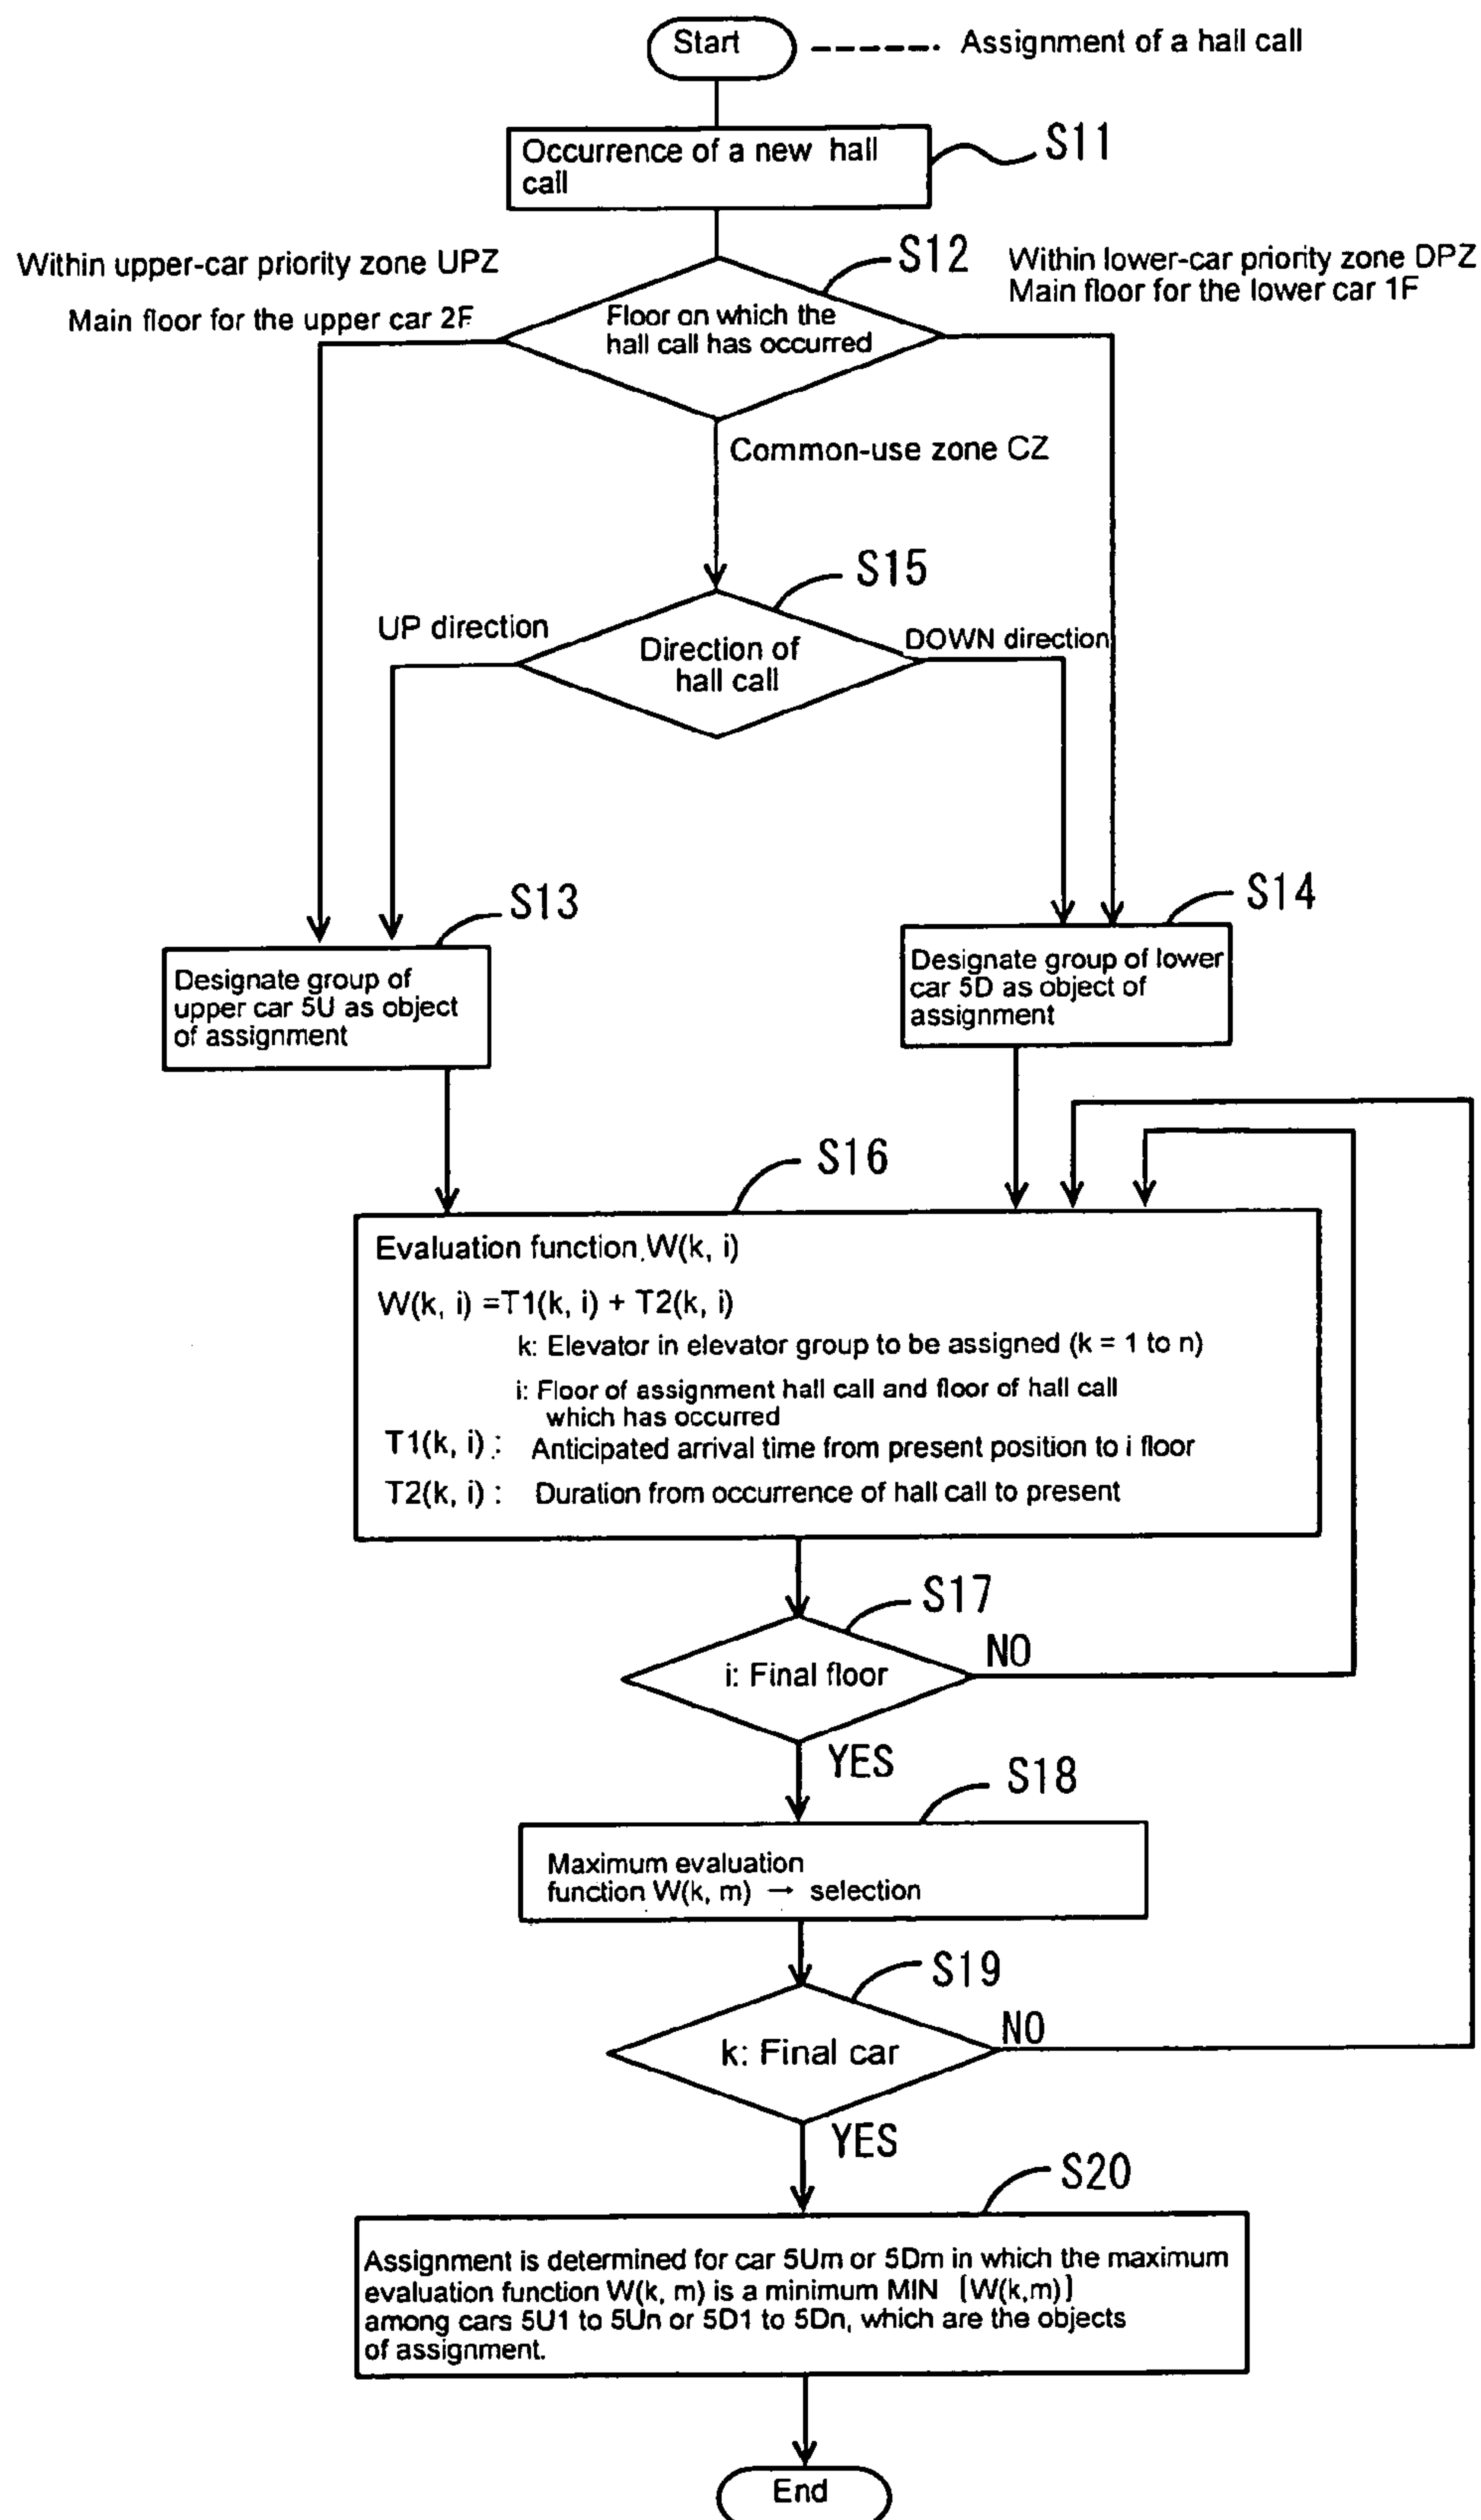 Start
Assignment of a hall call
Occurrence of a new hall
call
S11
Within upper-car priority zone UPZ
Main floor for the upper car 2F
S12
Within lower-car priority zone DPZ
Main floor for the lower car 1F
Floor on which the
hall call has occurred
Common-use zone CZ
S15
UP direction
Direction of
hall call
DOWN direction
S13
Designate group of
upper car 5U as object
of assignment
S14
Designate group of lower
car 5D as object of
assignment
S16
Evaluation function W(k, i)
W(k, i) =T1(k, i) + T2(k, i)
k: Elevator in elevator group to be assigned (k = 1 to n)
i: Floor of assignment hall call and floor of hall call
which has occurred
T1(k, i) : Anticipated arrival time from present position to i floor
T2(k, i) : Duration from occurrence of hall call to present
S17
i: Final floor
NO
YES
S18
Maximum evaluation
function W(k, m) → selection
S19
k: Final car
NO
YES
S20
Assignment is determined for car 5Um or 5Dm in which the maximum
evaluation function W(k, m) is a minimum MIN [W(k,m)]
among cars 5U1 to 5Un or 5D1 to 5Dn, which are the objects
of assignment.
End